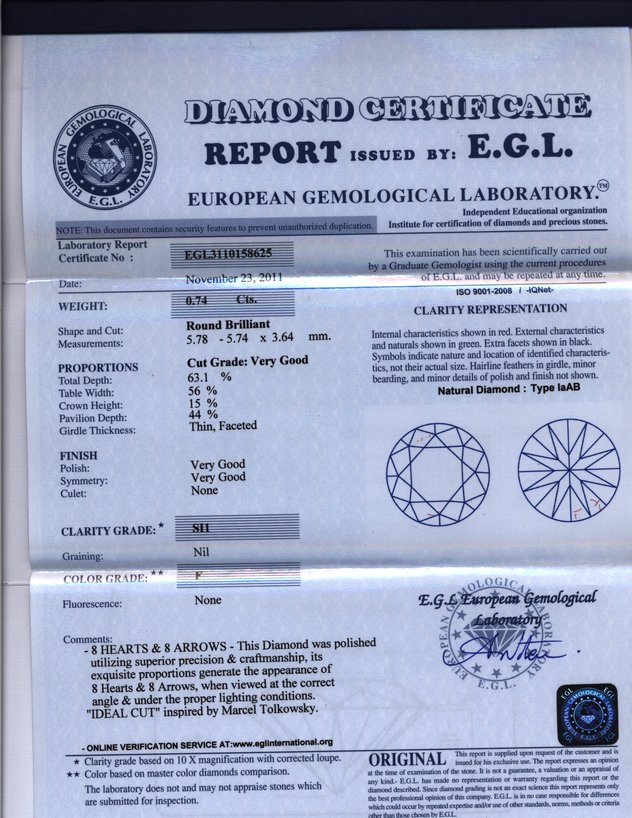 DIAMOND CERTIFICATE
REPORT ISSUED BY: E.G.L.
EUROPEAN GEMOLOGICAL LABORATORY.™
EUROPEAN GEMOLOGICAL LABORATORY
E.G.L.
Independent Educational organization
Institute for certification of diamonds and precious stones.
NOTE: This document contains security features to prevent unauthorized duplication.
Laboratory Report
Certificate No : EGL3110158625
Date: November 23, 2011
WEIGHT: 0.74 Cts.
Shape and Cut: Round Brilliant
Measurements: 5.78 - 5.74 x 3.64 mm.
PROPORTIONS Cut Grade: Very Good
Total Depth: 63.1 %
Table Width: 56 %
Crown Height: 15 %
Pavilion Depth: 44 %
Girdle Thickness: Thin, Faceted
FINISH
Polish: Very Good
Symmetry: Very Good
Culet: None
CLARITY GRADE: * SI1
Graining: Nil
COLOR GRADE: ** F
Fluorescence: None
Comments:
- 8 HEARTS & 8 ARROWS - This Diamond was polished
utilizing superior precision & craftmanship, its
exquisite proportions generate the appearance of
8 Hearts & 8 Arrows, when viewed at the correct
angle & under the proper lighting conditions.
"IDEAL CUT" inspired by Marcel Tolkowsky.
- ONLINE VERIFICATION SERVICE AT:www.eglinternational.org
* Clarity grade based on 10 X magnification with corrected loupe.
** Color based on master color diamonds comparison.
The laboratory does not and may not appraise stones which
are submitted for inspection.
This examination has been scientifically carried out
by a Graduate Gemologist using the current procedures
of E.G.L. and may be repeated at any time.
ISO 9001-2008 / -IQNet-
CLARITY REPRESENTATION
Internal characteristics shown in red. External characteristics
and naturals shown in green. Extra facets shown in black.
Symbols indicate nature and location of identified characteris-
tics, not their actual size. Hairline feathers in girdle, minor
bearding, and minor details of polish and finish not shown.
Natural Diamond : Type IaAB
E.G.L European Gemological
Laboratory
EUROPEAN GEMOLOGICAL LABORATORY
E.G.L.
EGL EGL
EUROPEAN GEMOLOGICAL LABORATORY
EGL EGL
ORIGINAL This report is supplied upon request of the customer and is
issued for his exclusive use. The report expresses an opinion
at the time of examination of the stone. It is not a guarantee, a valuation or an appraisal of
any kind.- E.G.L. has made no representation or warranty regarding this report or the
diamond described. Since diamond grading is not an exact science this report represents only
the best professional opinion of this company. E.G.L. is in no case responsible for differences
which could occur by repeated expertise and/or use of other standards, norms, methods or criteria
other than those chosen by E.G.L.